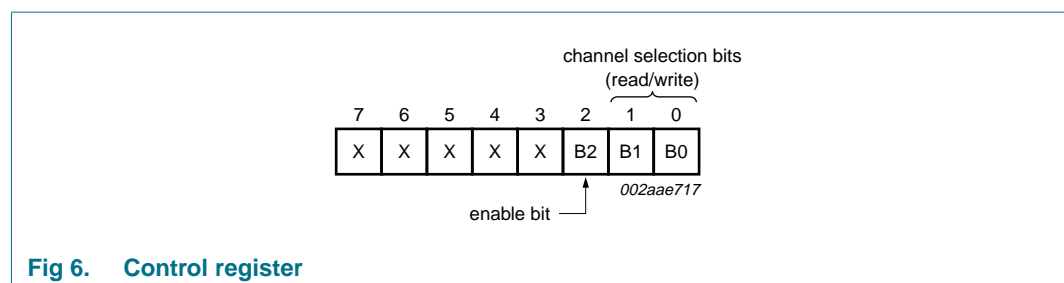 channel selection bits
(read/write)
7 6 5 4 3 2 1 0
X X X X X B2 B1 B0
002aae717
enable bit
Fig 6. Control register